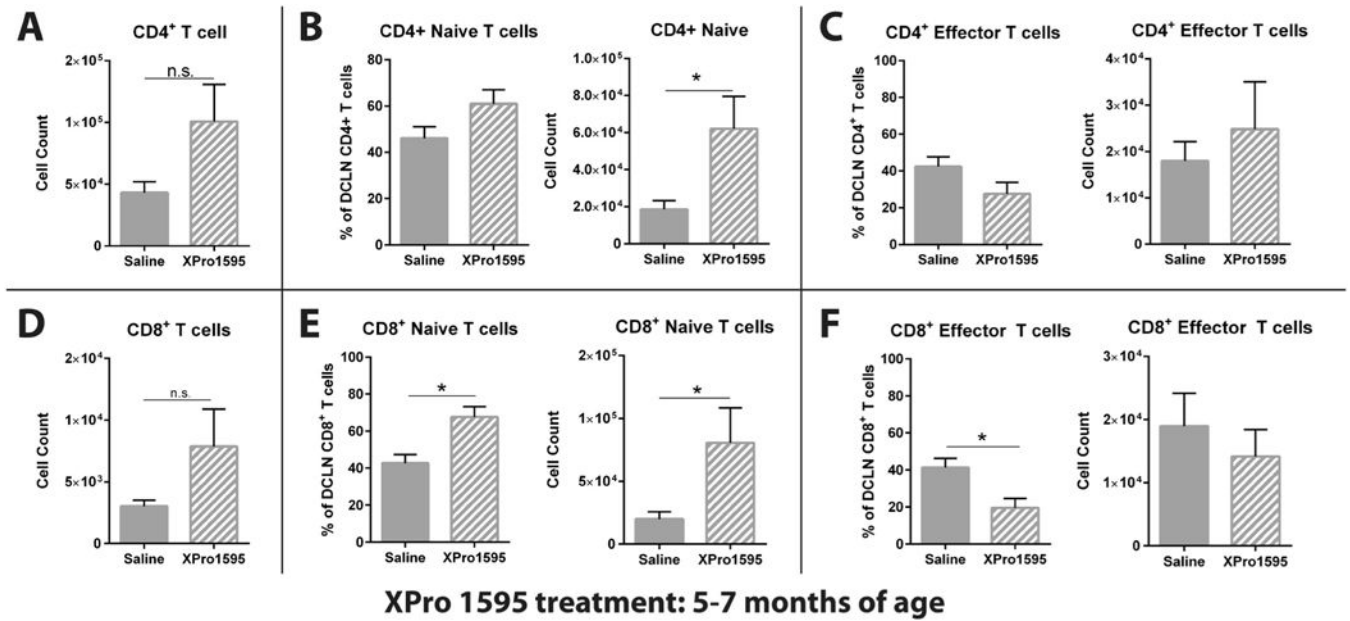 A
CD4⁺ T cell
Cell Count
2×10⁵
1×10⁵
5×10⁴
0
n.s.
Saline XPro1595
B
CD4+ Naive T cells
% of DCLN CD4+ T cells
80
60
40
20
0
Saline XPro1595
CD4+ Naive
Cell Count
1.0×10⁵
8.0×10⁴
6.0×10⁴
4.0×10⁴
2.0×10⁴
0
*
Saline XPro1595
C
CD4⁺ Effector T cells
% of DCLN CD4⁺ T cells
100
80
60
40
20
0
Saline XPro1595
CD4⁺ Effector T cells
Cell Count
4×10⁴
3×10⁴
2×10⁴
1×10⁴
0
Saline XPro1595
D
CD8⁺ T cells
Cell Count
2×10⁴
1×10⁴
5×10³
0
n.s.
Saline XPro1595
E
CD8⁺ Naive T cells
% of DCLN CD8⁺ T cells
100
80
60
40
20
0
*
Saline XPro1595
CD8⁺ Naive T cells
Cell Count
2×10⁵
1×10⁵
5×10⁴
0
*
Saline XPro1595
F
CD8⁺ Effector T cells
% of DCLN CD8⁺ T cells
100
80
60
40
20
0
*
Saline XPro1595
CD8⁺ Effector T cells
Cell Count
3×10⁴
2×10⁴
1×10⁴
0
Saline XPro1595
XPro 1595 treatment: 5-7 months of age